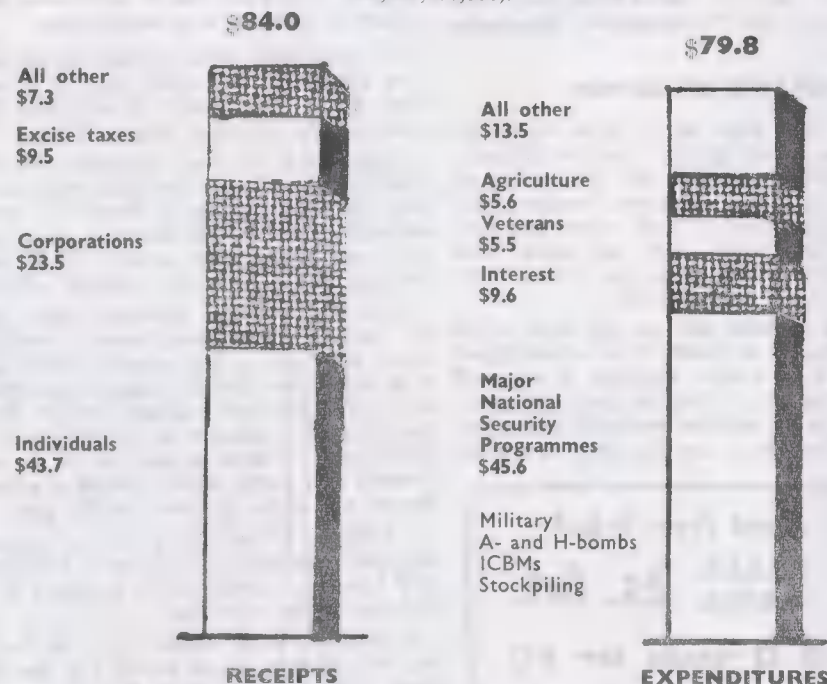 $84.0
All other
$7.3
Excise taxes
$9.5
Corporations
$23.5
Individuals
$43.7
RECEIPTS
$79.8
All other
$13.5
Agriculture
$5.6
Veterans
$5.5
Interest
$9.6
Major
National
Security
Programmes
$45.6
Military
A- and H-bombs
ICBMs
Stockpiling
EXPENDITURES